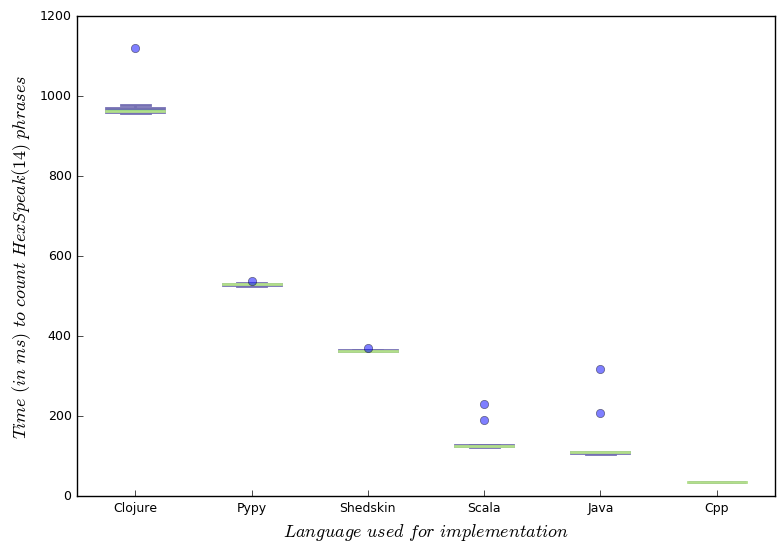 1200
1000
800
600
400
200
0
Time (in ms) to count HexSpeak(14) phrases
Clojure Pypy Shedskin Scala Java Cpp
Language used for implementation